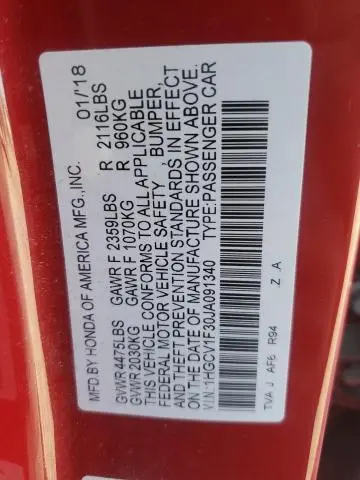 MFD.BY HONDA OF AMERICA MFG.,INC. 01/'18
GVWR 4475LBS GAWR F 2359LBS R 2116LBS
GVWR 2030KG GAWR F 1070KG R 960KG
THIS VEHICLE CONFORMS TO ALL APPLICABLE
FEDERAL MOTOR VEHICLE SAFETY, BUMPER,
AND THEFT PREVENTION STANDARDS IN EFFECT
ON THE DATE OF MANUFACTURE SHOWN ABOVE.
V.I.N.:1HGCV1F30JA091340 TYPE:PASSENGER CAR
TVA J AF6 R94 Z A